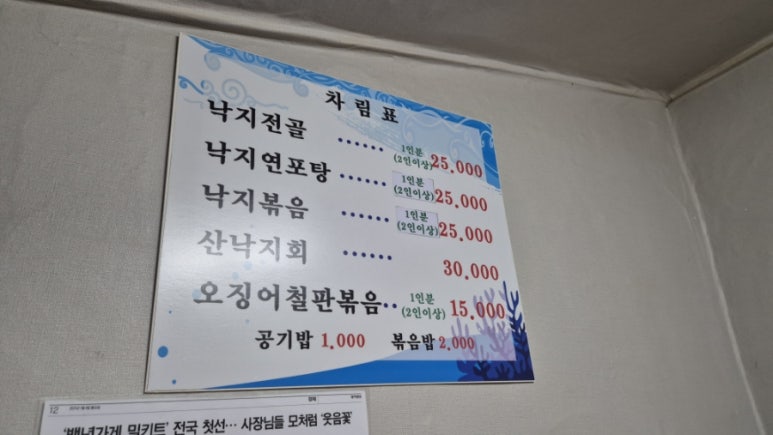 차림표
낙지전골 ...... 1인분 (2인이상) 25.000
낙지연포탕 ...... 1인분 (2인이상) 25.000
낙지볶음 ...... 1인분 (2인이상) 25.000
산낙지회 ...... 30.000
오징어철판볶음.. 1인분 (2인이상) 15.000
공기밥 1.000 볶음밥 2.000
12
'백년가게 밀키트' 전국 첫선… 사장님들 모처럼 '웃음꽃'